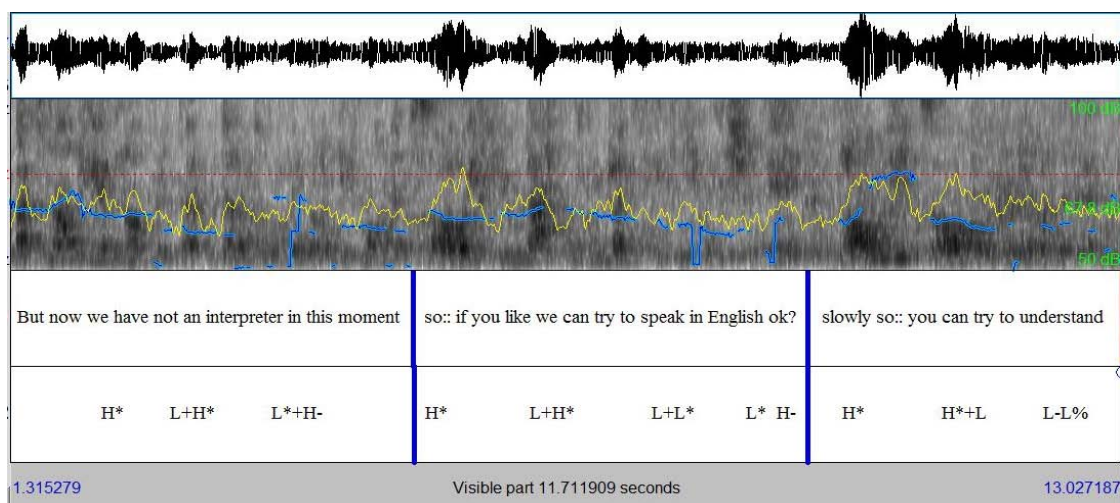 100 dB
50 dB
But now we have not an interpreter in this moment
so:: if you like we can try to speak in English ok?
slowly so:: you can try to understand
H* L+H* L*+H-
H* L+H* L+L* L* H-
H* H*+L L-L%
1.315279 Visible part 11.711909 seconds 13.027187